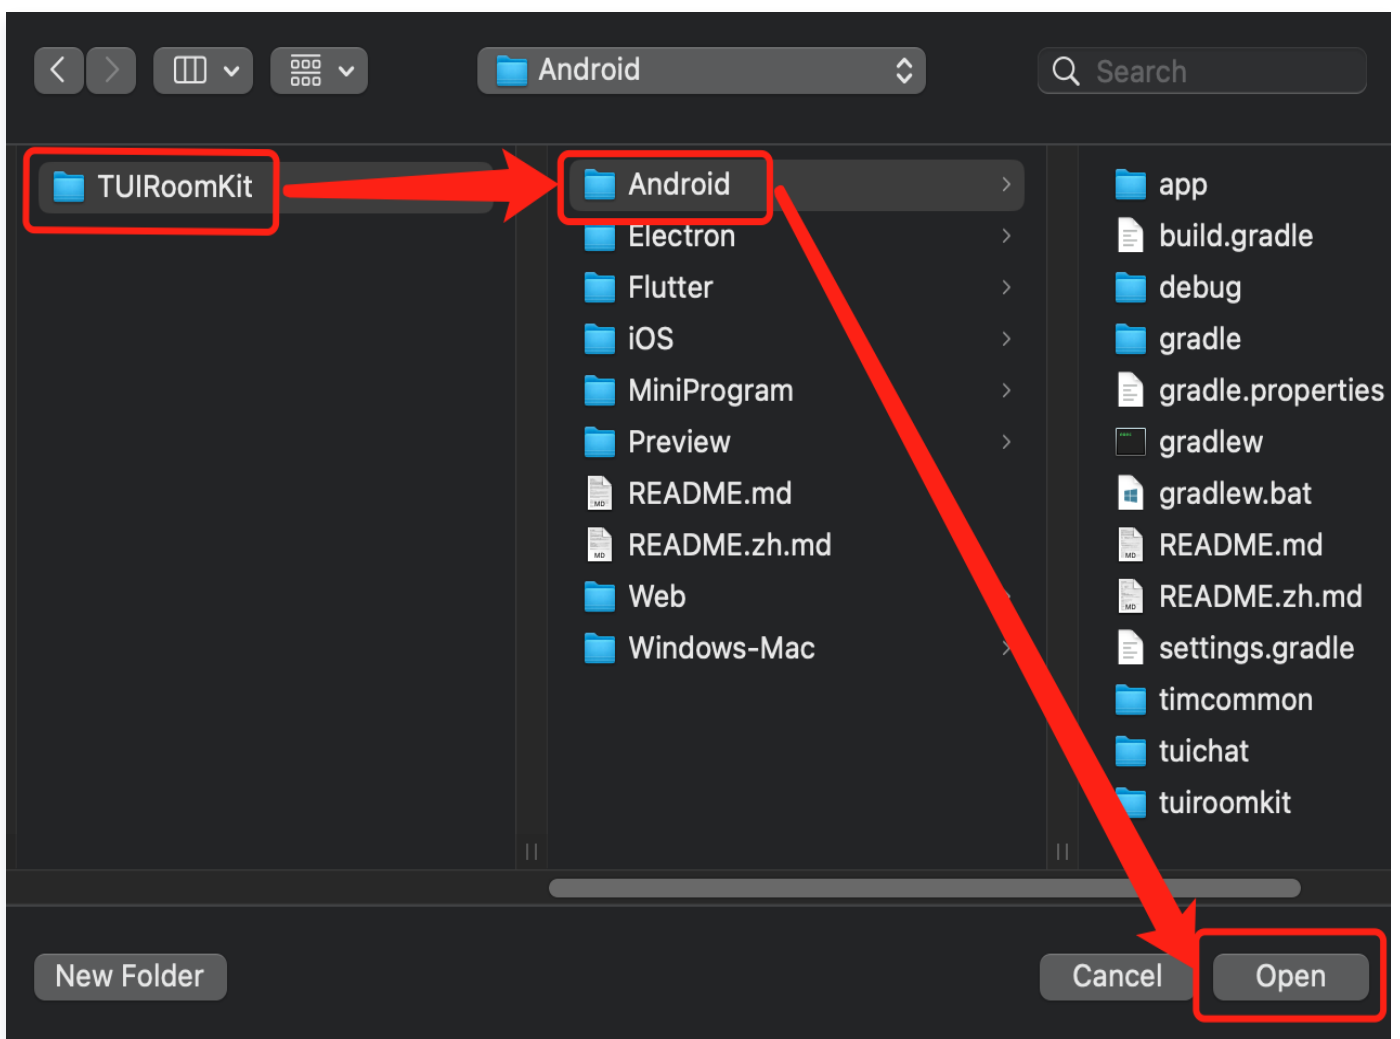 Android
Search
TUIRoomKit
Android
Electron
Flutter
iOS
MiniProgram
Preview
README.md
README.zh.md
Web
Windows-Mac
app
build.gradle
debug
gradle
gradle.properties
gradlew
gradlew.bat
README.md
README.zh.md
settings.gradle
timcommon
tuichat
tuiroomkit
New Folder
Cancel
Open